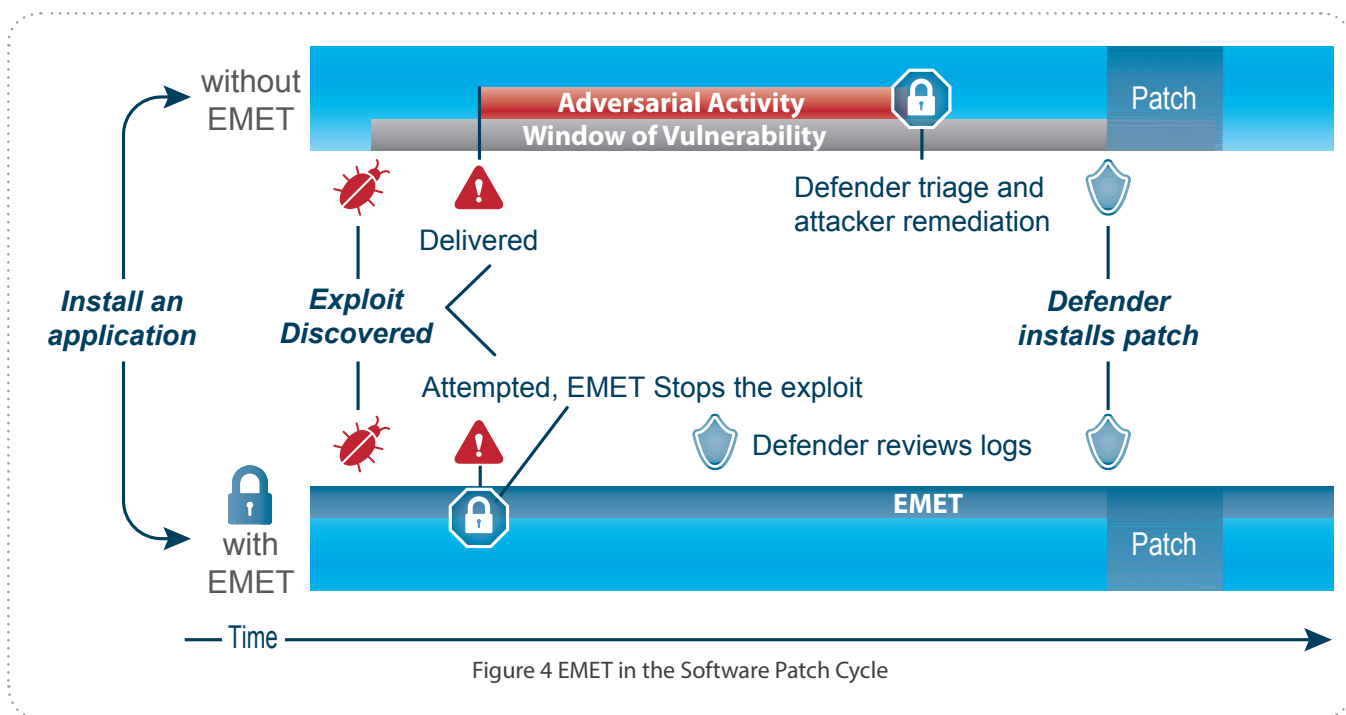 without
EMET
Adversarial Activity
Window of Vulnerability
Patch
Delivered
Defender triage and
attacker remediation
Install an
application
Exploit
Discovered
Defender
installs patch
Attempted, EMET Stops the exploit
Defender reviews logs
with
EMET
EMET
Patch
Time
Figure 4 EMET in the Software Patch Cycle